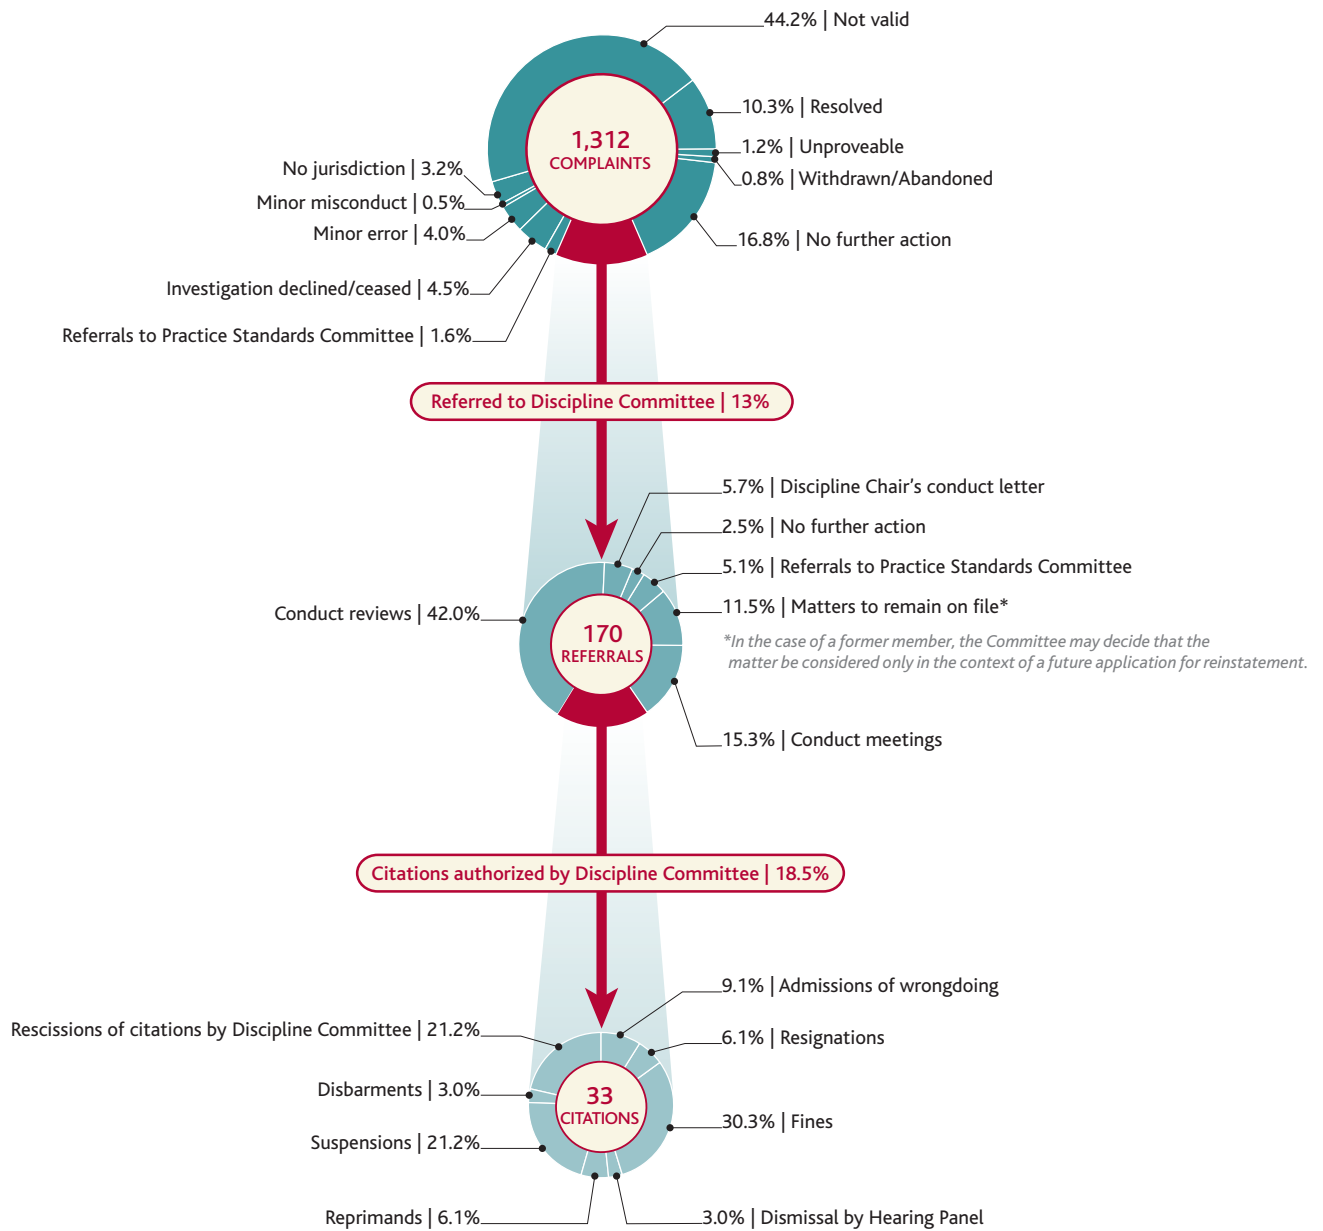 44.2% | Not valid
10.3% | Resolved
1,312
COMPLAINTS
1.2% | Unproveable
No jurisdiction | 3.2%
0.8% | Withdrawn/Abandoned
Minor misconduct | 0.5%
Minor error | 4.0%
16.8% | No further action
Investigation declined/ceased | 4.5%
Referrals to Practice Standards Committee | 1.6%
Referred to Discipline Committee | 13%
5.7% | Discipline Chair's conduct letter
2.5% | No further action
5.1% | Referrals to Practice Standards Committee
11.5% | Matters to remain on file*
Conduct reviews | 42.0%
170
REFERRALS
*In the case of a former member, the Committee may decide that the
matter be considered only in the context of a future application for reinstatement.
15.3% | Conduct meetings
Citations authorized by Discipline Committee | 18.5%
9.1% | Admissions of wrongdoing
Rescissions of citations by Discipline Committee | 21.2%
6.1% | Resignations
Disbarments | 3.0%
33
CITATIONS
30.3% | Fines
Suspensions | 21.2%
Reprimands | 6.1%
3.0% | Dismissal by Hearing Panel